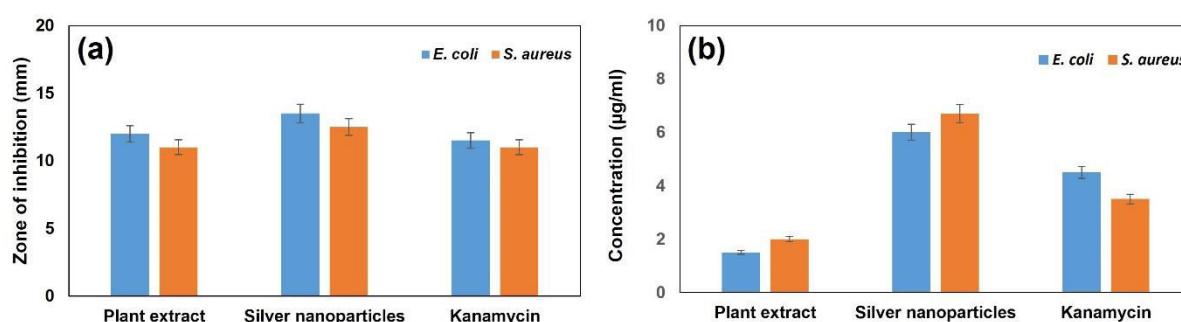 (a)
E. coli S. aureus
Zone of inhibition (mm)
20
15
10
5
0
Plant extract Silver nanoparticles Kanamycin
(b)
E. coli S. aureus
Concentration (µg/ml)
10
8
6
4
2
0
Plant extract Silver nanoparticles Kanamycin